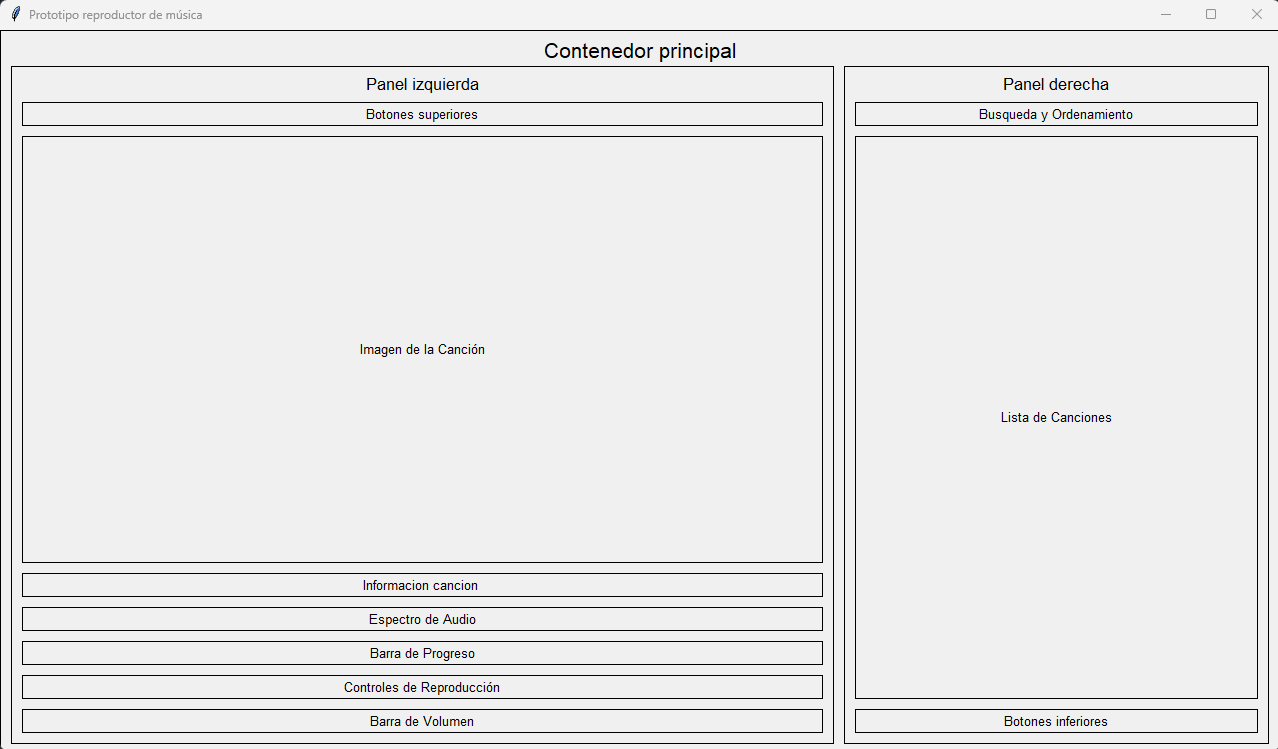 Prototipo reproductor de música
Contenedor principal
Panel izquierda
Botones superiores
Imagen de la Canción
Informacion cancion
Espectro de Audio
Barra de Progreso
Controles de Reproducción
Barra de Volumen
Panel derecha
Busqueda y Ordenamiento
Lista de Canciones
Botones inferiores